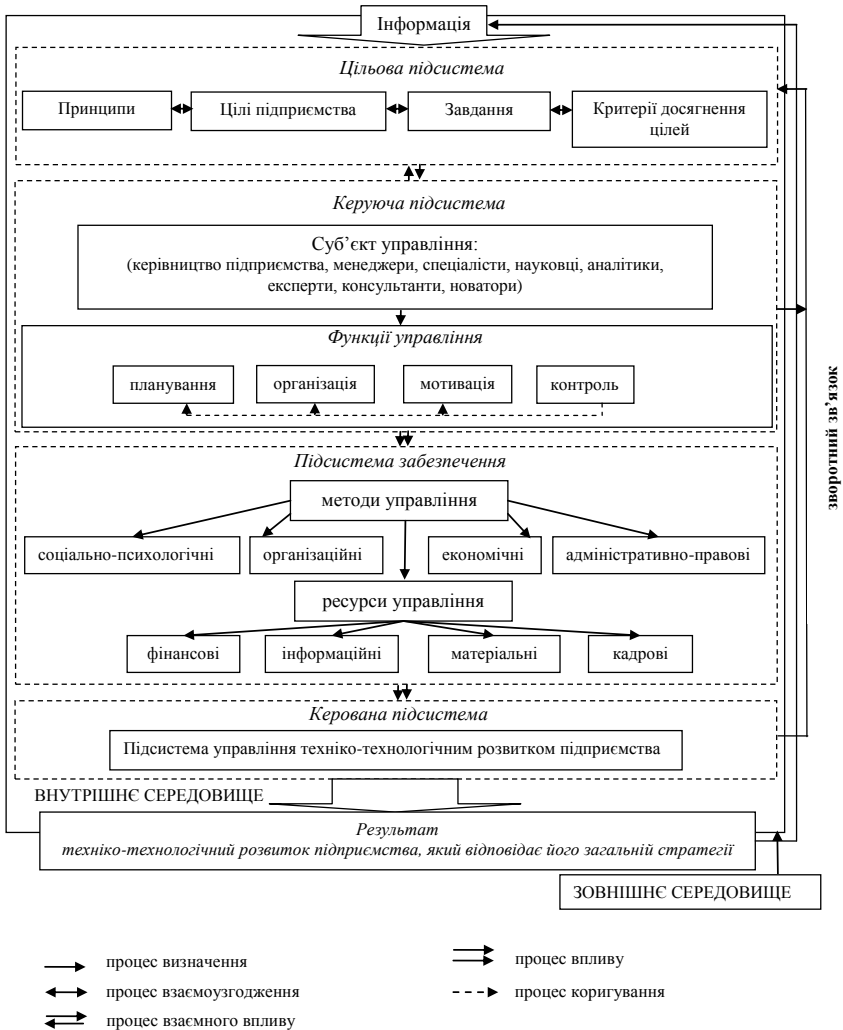 Інформація
Цільова підсистема
Принципи
Цілі підприємства
Завдання
Критерії досягнення
цілей
Керуюча підсистема
Суб’єкт управління:
(керівництво підприємства, менеджери, спеціалісти, науковці, аналітики,
експерти, консультанти, новатори)
Функції управління
планування
організація
мотивація
контроль
зворотний зв’язок
Підсистема забезпечення
методи управління
соціально-психологічні
організаційні
економічні
адміністративно-правові
ресурси управління
фінансові
інформаційні
матеріальні
кадрові
Керована підсистема
Підсистема управління техніко-технологічним розвитком підприємства
ВНУТРІШНЄ СЕРЕДОВИЩЕ
Результат
техніко-технологічний розвиток підприємства, який відповідає його загальній стратегії
ЗОВНІШНЄ СЕРЕДОВИЩЕ
процес визначення
процес взаємоузгодження
процес взаємного впливу
процес впливу
процес коригування